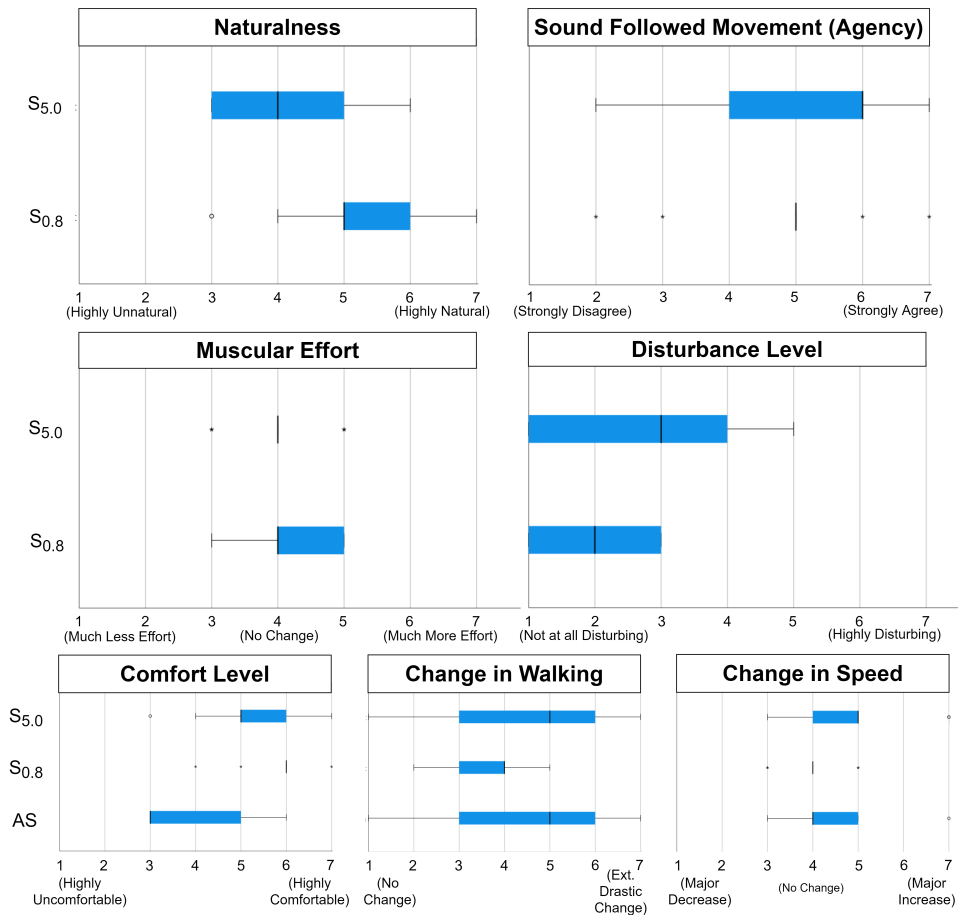 Naturalness
S5.0
S0.8
1 2 3 4 5 6 7
(Highly Unnatural) (Highly Natural)
Sound Followed Movement (Agency)
1 2 3 4 5 6 7
(Strongly Disagree) (Strongly Agree)
Muscular Effort
S5.0
S0.8
1 2 3 4 5 6 7
(Much Less Effort) (No Change) (Much More Effort)
Disturbance Level
1 2 3 4 5 6 7
(Not at all Disturbing) (Highly Disturbing)
Comfort Level
S5.0
S0.8
AS
1 2 3 4 5 6 7
(Highly (Highly
Uncomfortable) Comfortable)
Change in Walking
1 2 3 4 5 6 7
(No (Ext.
Change) Drastic
Change)
Change in Speed
1 2 3 4 5 6 7
(Major (No Change) (Major
Decrease) Increase)